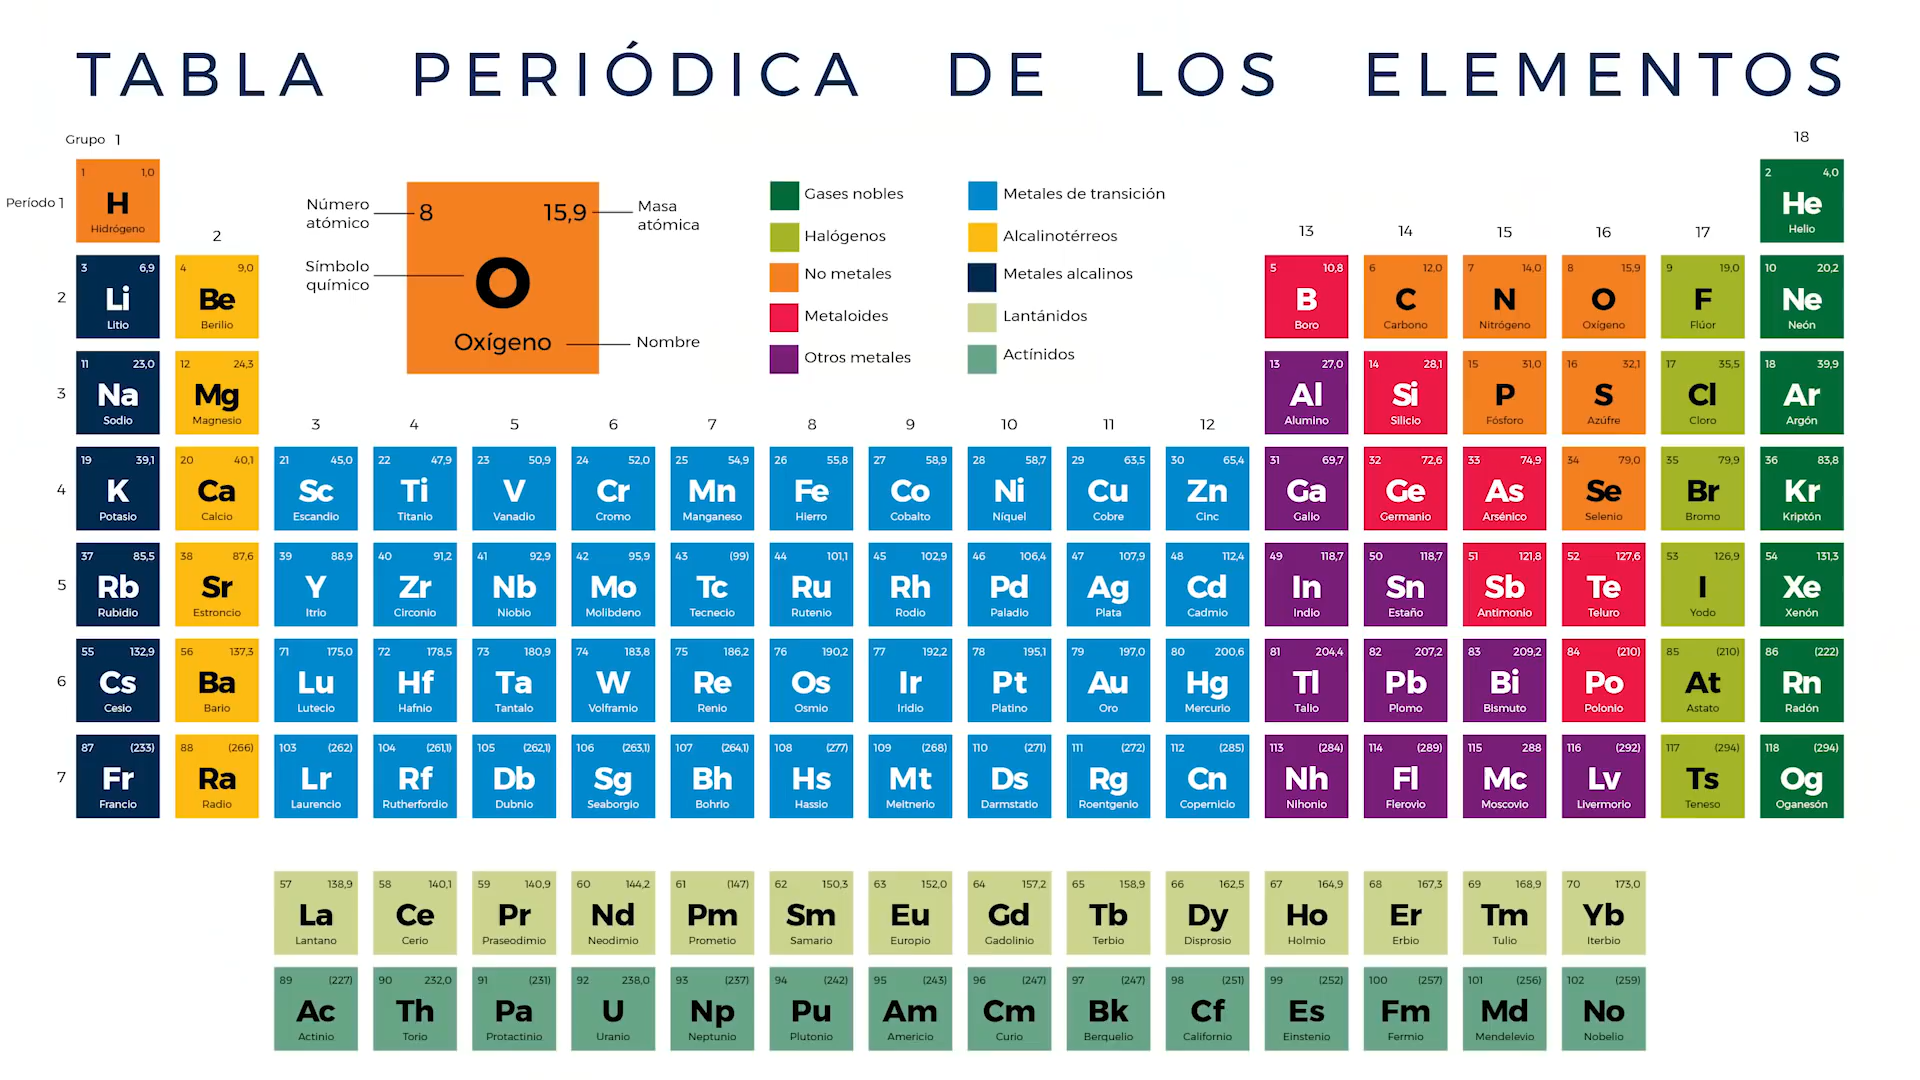 TABLA PERIÓDICA DE LOS ELEMENTOS
Grupo 1
18
Período 1
1 1,0
H
Hidrógeno
2 4,0
He
Helio
Número atómico
8 15,9
Masa atómica
Símbolo químico
O
Oxígeno
Nombre
Gases nobles
Halógenos
No metales
Metaloides
Otros metales
Metales de transición
Alcalinotérreos
Metales alcalinos
Lantánidos
Actínidos
2
13 14 15 16 17
2
3 6,9 4 9,0 5 10,8 6 12,0 7 14,0 8 15,9 9 19,0 10 20,2
Li Be B C N O F Ne
Litio Berilio Boro Carbono Nitrógeno Oxígeno Flúor Neón
3
11 23,0 12 24,3 13 27,0 14 28,1 15 31,0 16 32,1 17 35,5 18 39,9
Na Mg Al Si P S Cl Ar
Sodio Magnesio Alumino Silicio Fósforo Azúfre Cloro Argón
3 4 5 6 7 8 9 10 11 12
4
19 39,1 20 40,1 21 45,0 22 47,9 23 50,9 24 52,0 25 54,9 26 55,8 27 58,9 28 58,7 29 63,5 30 65,4 31 69,7 32 72,6 33 74,9 34 79,0 35 79,9 36 83,8
K Ca Sc Ti V Cr Mn Fe Co Ni Cu Zn Ga Ge As Se Br Kr
Potasio Calcio Escandio Titanio Vanadio Cromo Manganeso Hierro Cobalto Níquel Cobre Cinc Galio Germanio Arsénico Selenio Bromo Kriptón
5
37 85,5 38 87,6 39 88,9 40 91,2 41 92,9 42 95,9 43 (99) 44 101,1 45 102,9 46 106,4 47 107,9 48 112,4 49 118,7 50 118,7 51 121,8 52 127,6 53 126,9 54 131,3
Rb Sr Y Zr Nb Mo Tc Ru Rh Pd Ag Cd In Sn Sb Te I Xe
Rubidio Estroncio Itrio Circonio Niobio Molibdeno Tecnecio Rutenio Rodio Paladio Plata Cadmio Indio Estaño Antimonio Teluro Yodo Xenón
6
55 132,9 56 137,3 71 175,0 72 178,5 73 180,9 74 183,8 75 186,2 76 190,2 77 192,2 78 195,1 79 197,0 80 200,6 81 204,4 82 207,2 83 209,2 84 (210) 85 (210) 86 (222)
Cs Ba Lu Hf Ta W Re Os Ir Pt Au Hg Tl Pb Bi Po At Rn
Cesio Bario Lutecio Hafnio Tantalo Volframio Renio Osmio Iridio Platino Oro Mercurio Talio Plomo Bismuto Polonio Astato Radón
7
87 (233) 88 (266) 103 (262) 104 (261,1) 105 (262,1) 106 (263,1) 107 (264,1) 108 (277) 109 (268) 110 (271) 111 (272) 112 (285) 113 (284) 114 (289) 115 288 116 (292) 117 (294) 118 (294)
Fr Ra Lr Rf Db Sg Bh Hs Mt Ds Rg Cn Nh Fl Mc Lv Ts Og
Francio Radio Laurencio Rutherfordio Dubnio Seaborgio Bohrio Hassio Meitnerio Darmstatio Roentgenio Copernicio Nihonio Flerovio Moscovio Livermorio Teneso Oganesón
57 138,9 58 140,1 59 140,9 60 144,2 61 (147) 62 150,3 63 152,0 64 157,2 65 158,9 66 162,5 67 164,9 68 167,3 69 168,9 70 173,0
La Ce Pr Nd Pm Sm Eu Gd Tb Dy Ho Er Tm Yb
Lantano Cerio Praseodimio Neodimio Prometio Samario Europio Gadolinio Terbio Disprosio Holmio Erbio Tulio Iterbio
89 (227) 90 232,0 91 (231) 92 238,0 93 (237) 94 (242) 95 (243) 96 (247) 97 (247) 98 (251) 99 (252) 100 (257) 101 (256) 102 (259)
Ac Th Pa U Np Pu Am Cm Bk Cf Es Fm Md No
Actinio Torio Protactinio Uranio Neptunio Plutonio Americio Curio Berquelio Californio Einstenio Fermio Mendelevio Nobelio